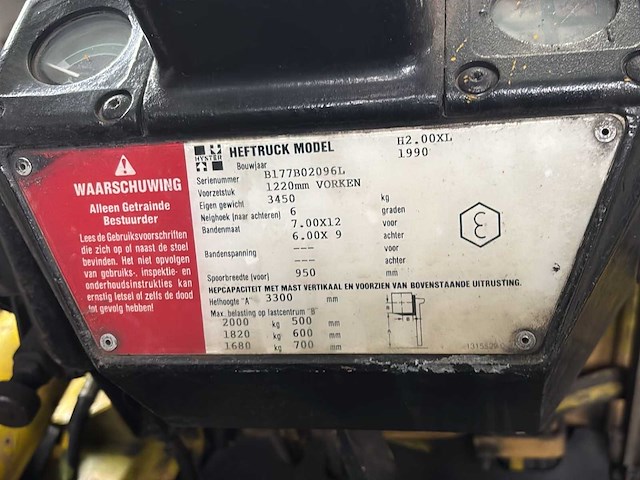 HYSTER
HEFTRUCK MODEL H2.00XL
Bouwjaar 1990
Serienummer B177B02096L
Voorzetstuk 1220mm VORKEN
Eigen gewicht 3450 kg
Neighoek (naar achteren) 6 graden
Bandenmaat 7.00X12 voor
6.00X 9 achter
Bandenspanning --- voor
--- achter
Spoorbreedte (voor) 950 mm
HEFCAPACITEIT MET MAST VERTIKAAL EN VOORZIEN VAN BOVENSTAANDE UITRUSTING.
Hefhoogte "A" 3300 mm
Max. belasting op lastcentrum "B"
2000 kg 500 mm
1820 kg 600 mm
1680 kg 700 mm
WAARSCHUWING
Alleen Getrainde
Bestuurder
Lees de Gebruiksvoorschriften
die zich op of naast de stoel
bevinden. Het niet opvolgen
van gebruiks-, inspektie- en
onderhoudsinstrukties kan
ernstig letsel of zelfs de dood
tot gevolg hebben!